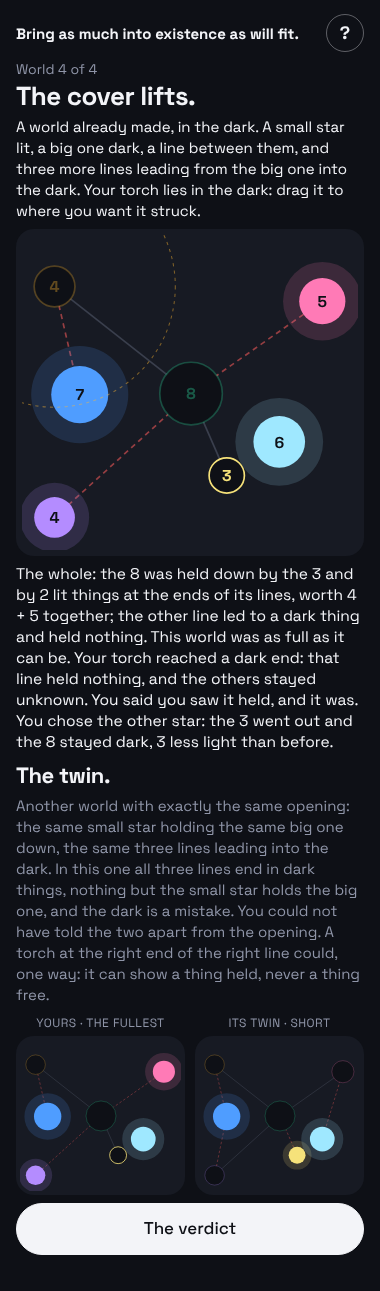 Bring as much into existence as will fit.
?
World 4 of 4
The cover lifts.
A world already made, in the dark. A small star
lit, a big one dark, a line between them, and
three more lines leading from the big one into
the dark. Your torch lies in the dark: drag it to
where you want it struck.
4
5
7
8
6
3
4
The whole: the 8 was held down by the 3 and
by 2 lit things at the ends of its lines, worth 4
+ 5 together; the other line led to a dark thing
and held nothing. This world was as full as it
can be. Your torch reached a dark end: that
line held nothing, and the others stayed
unknown. You said you saw it held, and it was.
You chose the other star: the 3 went out and
the 8 stayed dark, 3 less light than before.
The twin.
Another world with exactly the same opening:
the same small star holding the same big one
down, the same three lines leading into the
dark. In this one all three lines end in dark
things, nothing but the small star holds the big
one, and the dark is a mistake. You could not
have told the two apart from the opening. A
torch at the right end of the right line could,
one way: it can show a thing held, never a thing
free.
YOURS · THE FULLEST
ITS TWIN · SHORT
The verdict